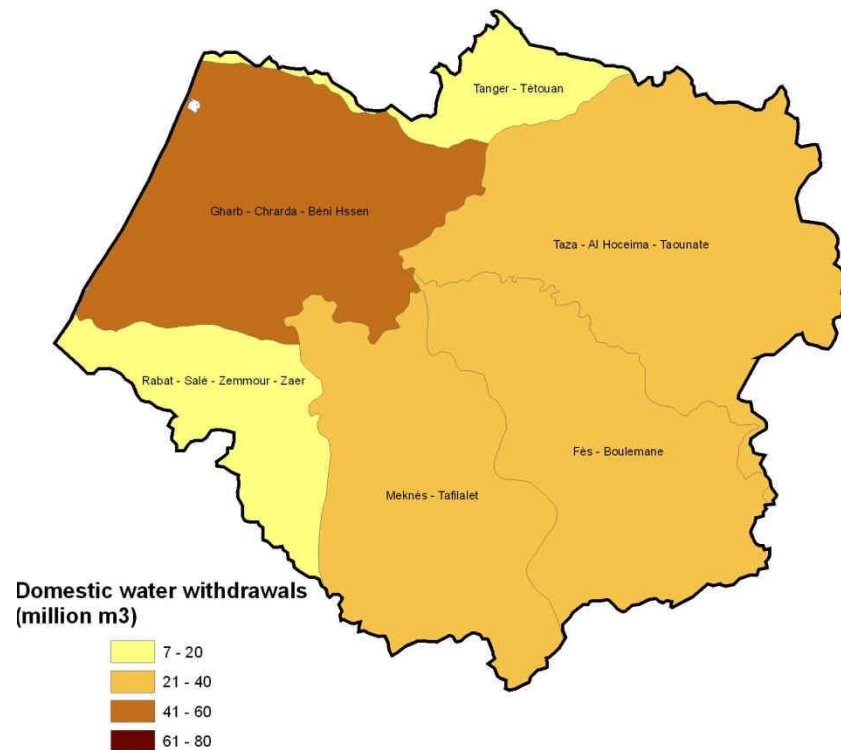 Tanger - Tétouan
Gharb - Chrarda - Béni Hssen
Taza - Al Hoceima - Taounate
Rabat - Salé - Zemmour - Zaer
Fès - Boulemane
Meknès - Tafilalet
Domestic water withdrawals
(million m3)
7 - 20
21 - 40
41 - 60
61 - 80